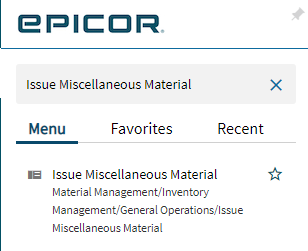 EPICOR
Issue Miscellaneous Material
Menu Favorites Recent
Issue Miscellaneous Material
Material Management/Inventory
Management/General Operations/Issue
Miscellaneous Material